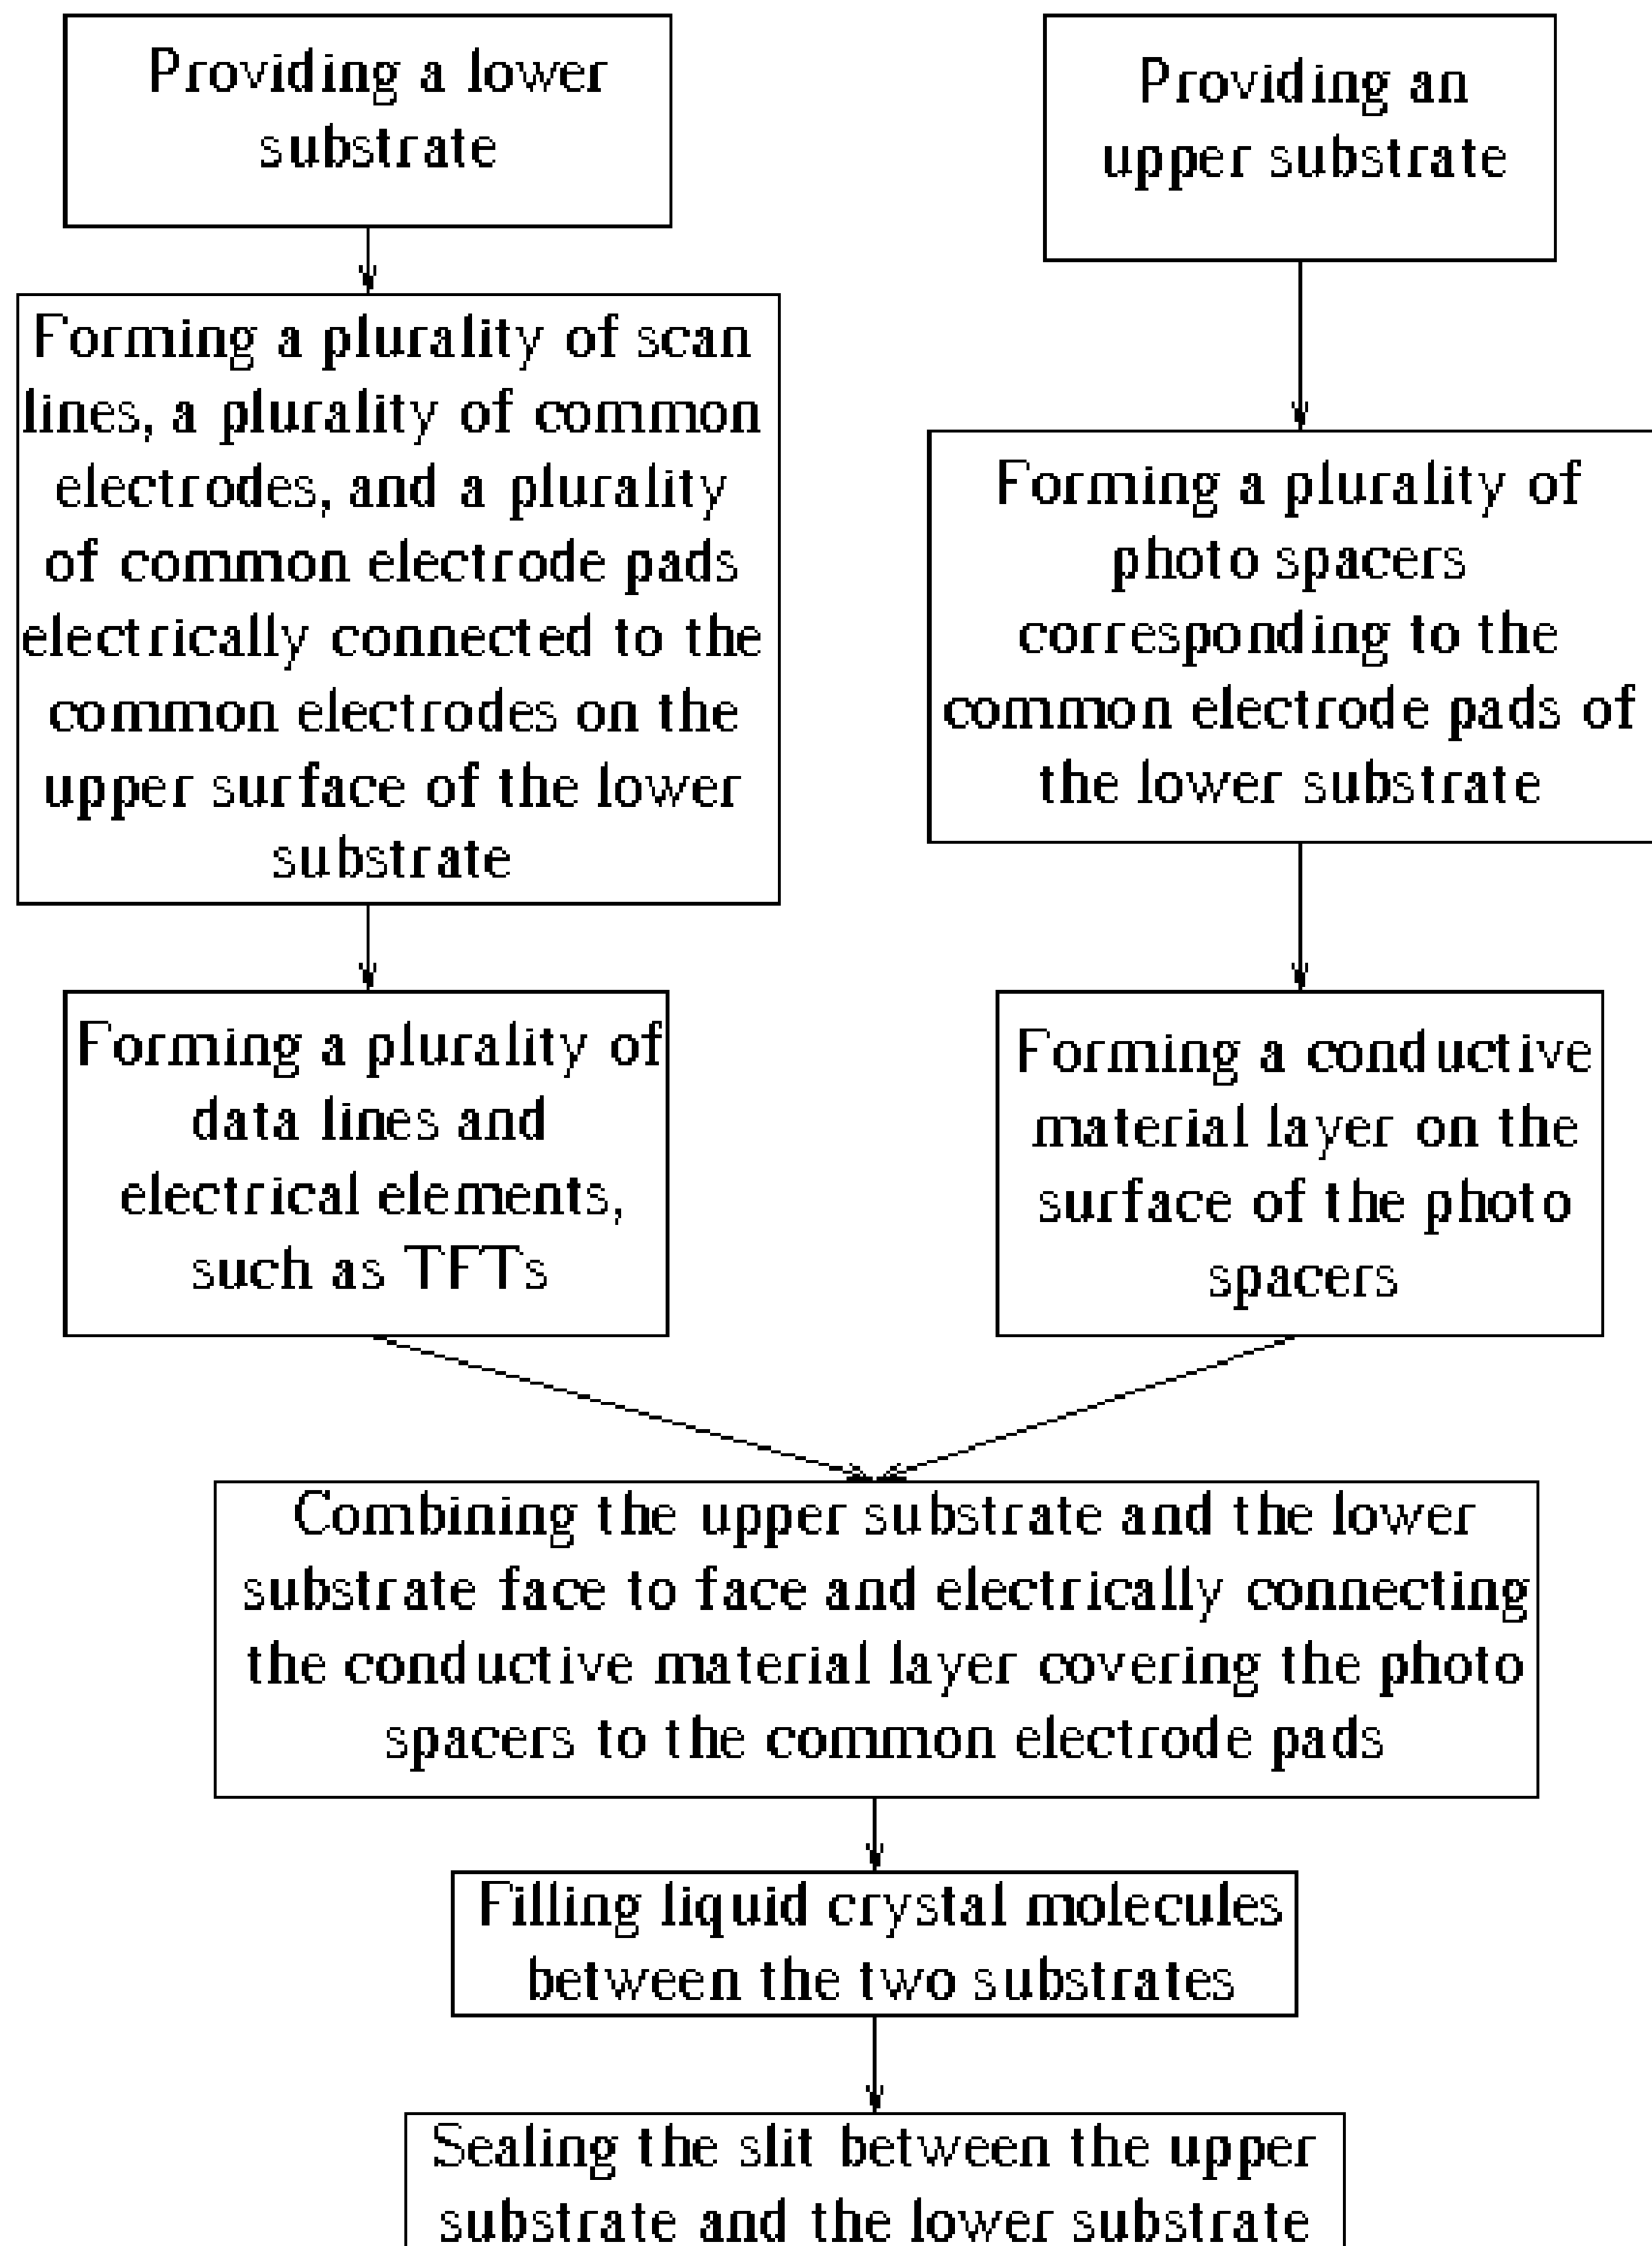 Providing a lower
substrate
Forming a plurality of scan
lines, a plurality of common
electrodes, and a plurality
of common electrode pads
electrically connected to the
common electrodes on the
upper surface of the lower
substrate
Forming a plurality of
data lines and
electrical elements,
such as TFTs
Providing an
upper substrate
Forming a plurality of
photo spacers
corresponding to the
common electrode pads of
the lower substrate
Forming a conductive
material layer on the
surface of the photo
spacers
Combining the upper substrate and the lower
substrate face to face and electrically connecting
the conductive material layer covering the photo
spacers to the common electrode pads
Filling liquid crystal molecules
between the two substrates
Sealing the slit between the upper
substrate and the lower substrate